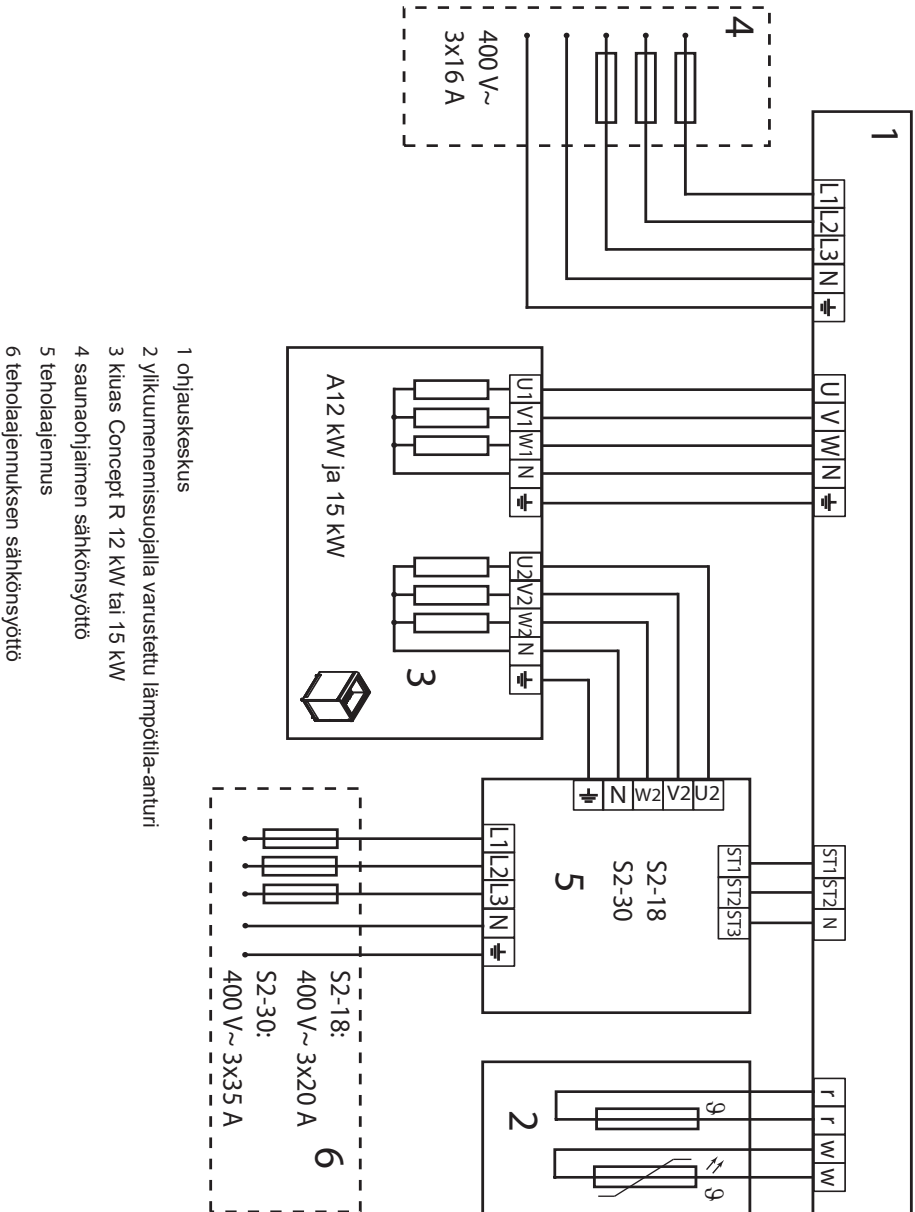 1
4
400 V~
3x16 A
L1 L2 L3 N
U V W N
ST1 ST2 N
r r w w
U1 V1 W1 N
U2 V2 W2 N
A12 kW ja 15 kW
3
U2 V2 W2 N
ST1 ST2 ST3
S2-18
S2-30
5
L1 L2 L3 N
S2-18:
400 V~ 3x20 A
S2-30:
400 V~ 3x35 A
6
2
ϑ
ϑ
1 ohjauskeskus
2 ylikuumenemissuojalla varustettu lämpötila-anturi
3 kiuas Concept R 12 kW tai 15 kW
4 saunaohjaimen sähkönsyöttö
5 teholaajennus
6 teholaajennuksen sähkönsyöttö